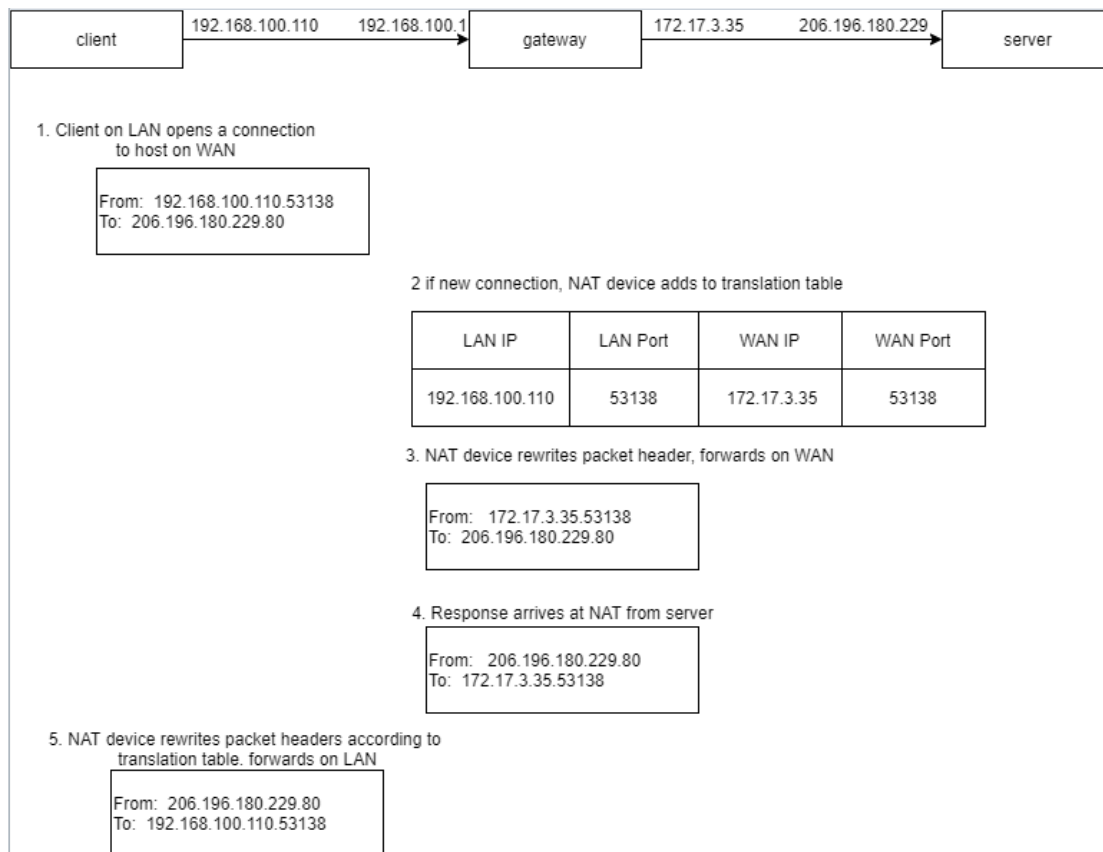 client
192.168.100.110
192.168.100.1
gateway
172.17.3.35
206.196.180.229
server
1. Client on LAN opens a connection
to host on WAN
From: 192.168.100.110.53138
To: 206.196.180.229.80
2 if new connection, NAT device adds to translation table
LAN IP
LAN Port
WAN IP
WAN Port
192.168.100.110
53138
172.17.3.35
53138
3. NAT device rewrites packet header, forwards on WAN
From: 172.17.3.35.53138
To: 206.196.180.229.80
4. Response arrives at NAT from server
From: 206.196.180.229.80
To: 172.17.3.35.53138
5. NAT device rewrites packet headers according to
translation table. forwards on LAN
From: 206.196.180.229.80
To: 192.168.100.110.53138